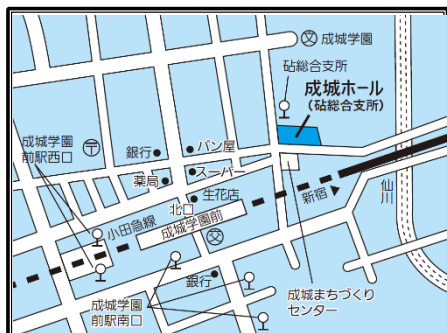 成城学園
砧総合支所
成城ホール
(砧総合支所)
成城学園
前駅西口
銀行
パン屋
スーパー
薬局
生花店
北口
小田急線
成城学園前
新宿
仙川
銀行
成城学園
前駅南口
成城まちづくり
センター